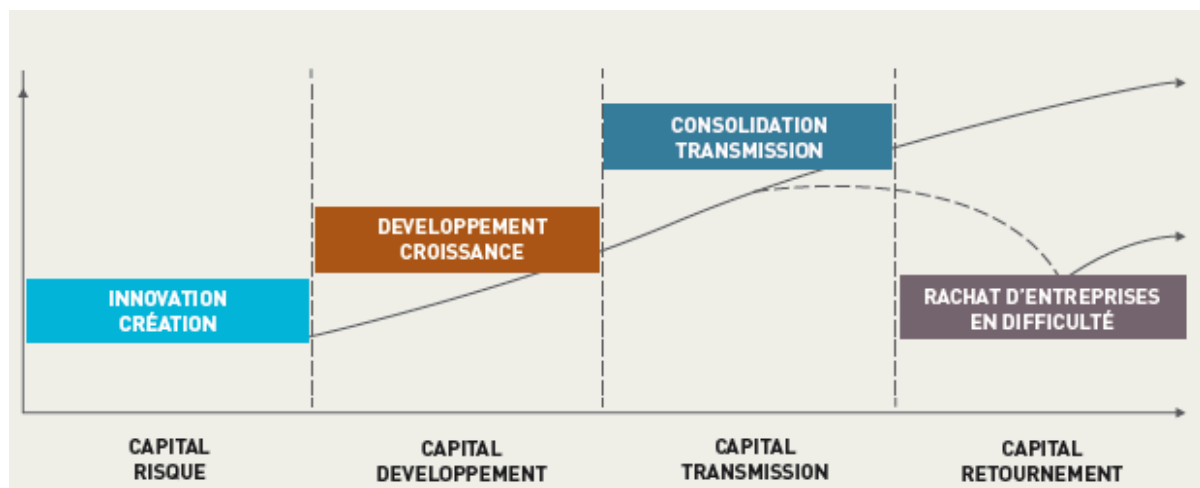 CONSOLIDATION
TRANSMISSION
DEVELOPPEMENT
CROISSANCE
INNOVATION
CRÉATION
RACHAT D'ENTREPRISES
EN DIFFICULTÉ
CAPITAL
RISQUE
CAPITAL
DEVELOPPEMENT
CAPITAL
TRANSMISSION
CAPITAL
RETOURNEMENT